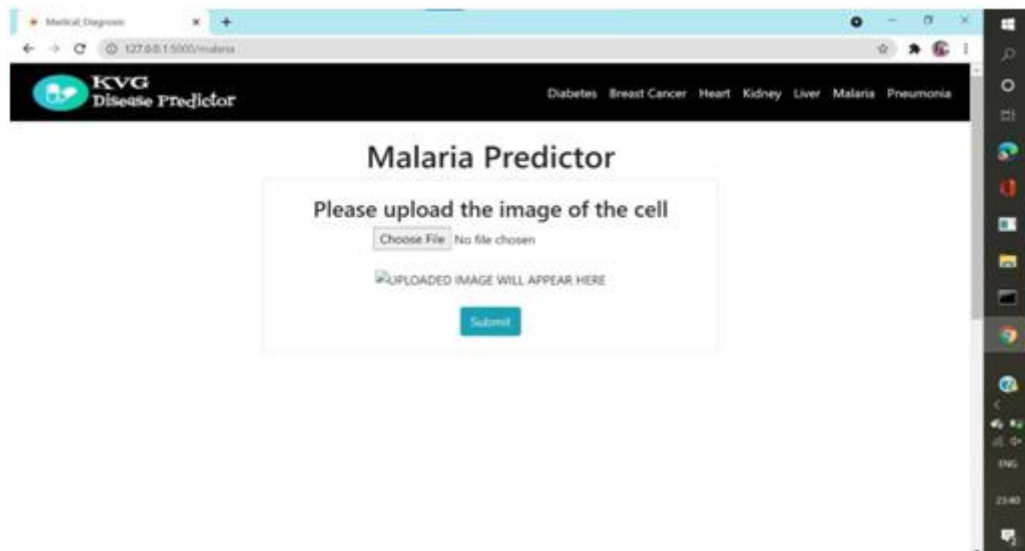 Medical Diagnosis
127.0.0.1:5000/malaria
KVG
Disease Predictor
Diabetes Breast Cancer Heart Kidney Liver Malaria Pneumonia
Malaria Predictor
Please upload the image of the cell
Choose File No file chosen
UPLOADED IMAGE WILL APPEAR HERE
Submit
ENG
23:40